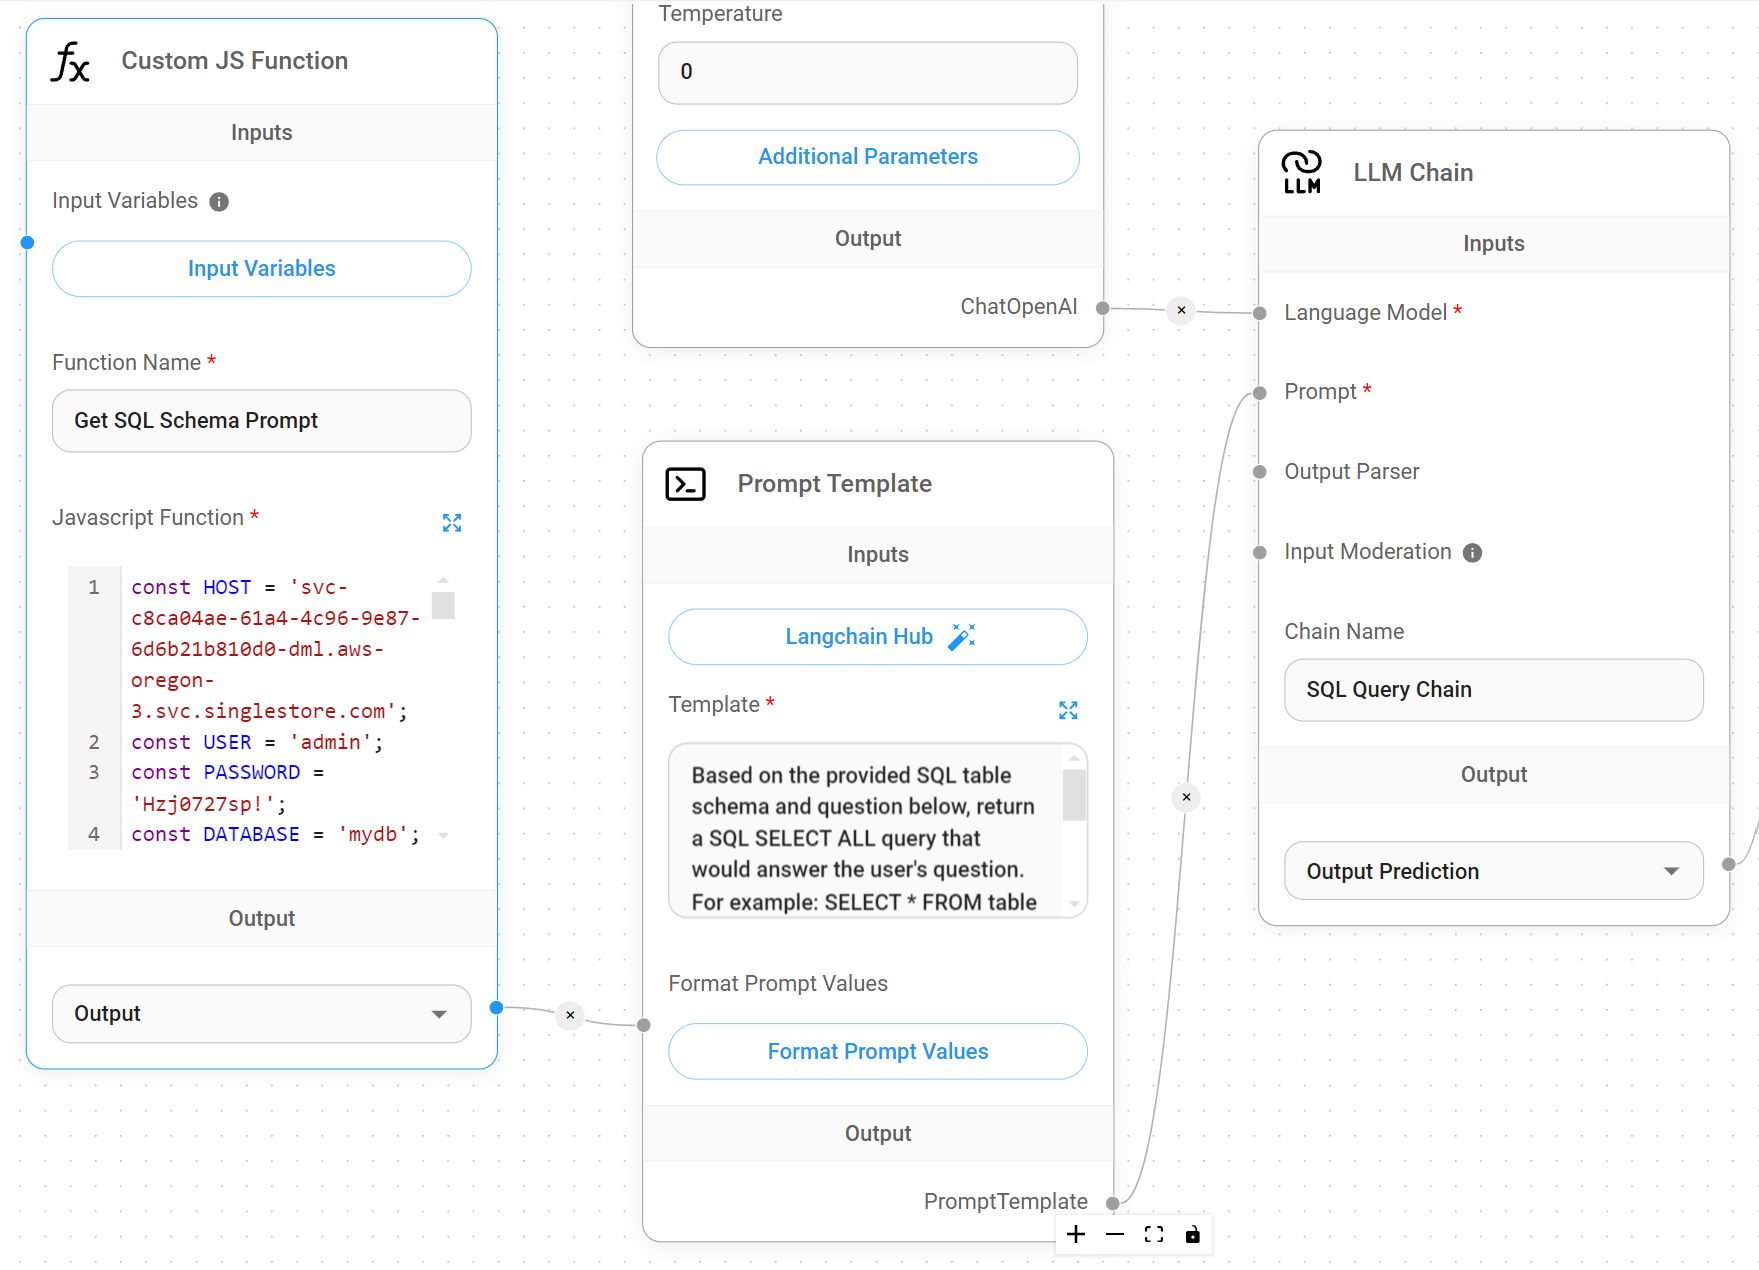 Custom JS Function
Inputs
Input Variables
Input Variables
Function Name *
Get SQL Schema Prompt
Javascript Function *
1 const HOST = 'svc-
c8ca04ae-61a4-4c96-9e87-
6d6b21b810d0-dml.aws-
oregon-
3.svc.singlestore.com';
2 const USER = 'admin';
3 const PASSWORD =
'Hzj0727sp!';
4 const DATABASE = 'mydb';
Output
Output
Temperature
0
Additional Parameters
Output
ChatOpenAI
Prompt Template
Inputs
Langchain Hub
Template *
Based on the provided SQL table
schema and question below, return
a SQL SELECT ALL query that
would answer the user's question.
For example: SELECT * FROM table
Format Prompt Values
Format Prompt Values
Output
PromptTemplate
LLM
LLM Chain
Inputs
Language Model *
Prompt *
Output Parser
Input Moderation
Chain Name
SQL Query Chain
Output
Output Prediction